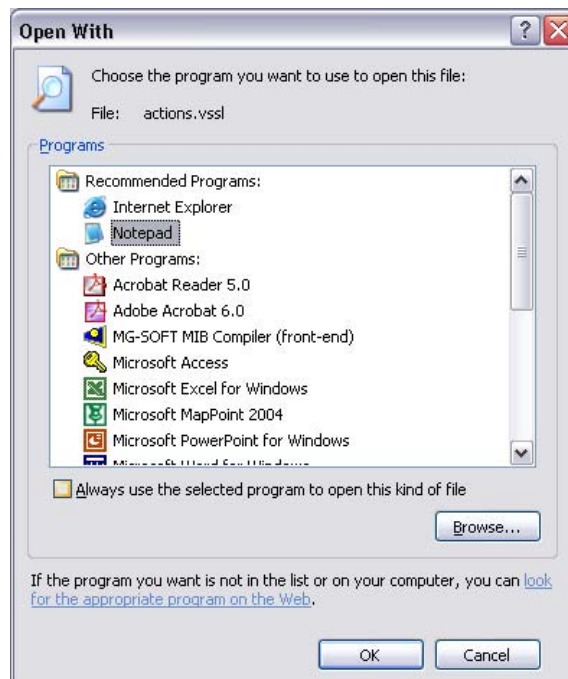 Open With
Choose the program you want to use to open this file:
File: actions.vssl
Programs
Recommended Programs:
Internet Explorer
Notepad
Other Programs:
Acrobat Reader 5.0
Adobe Acrobat 6.0
MG-SOFT MIB Compiler (front-end)
Microsoft Access
Microsoft Excel for Windows
Microsoft MapPoint 2004
Microsoft PowerPoint for Windows
Microsoft Word for Windows
Always use the selected program to open this kind of file
Browse...
If the program you want is not in the list or on your computer, you can look
for the appropriate program on the Web.
OK
Cancel